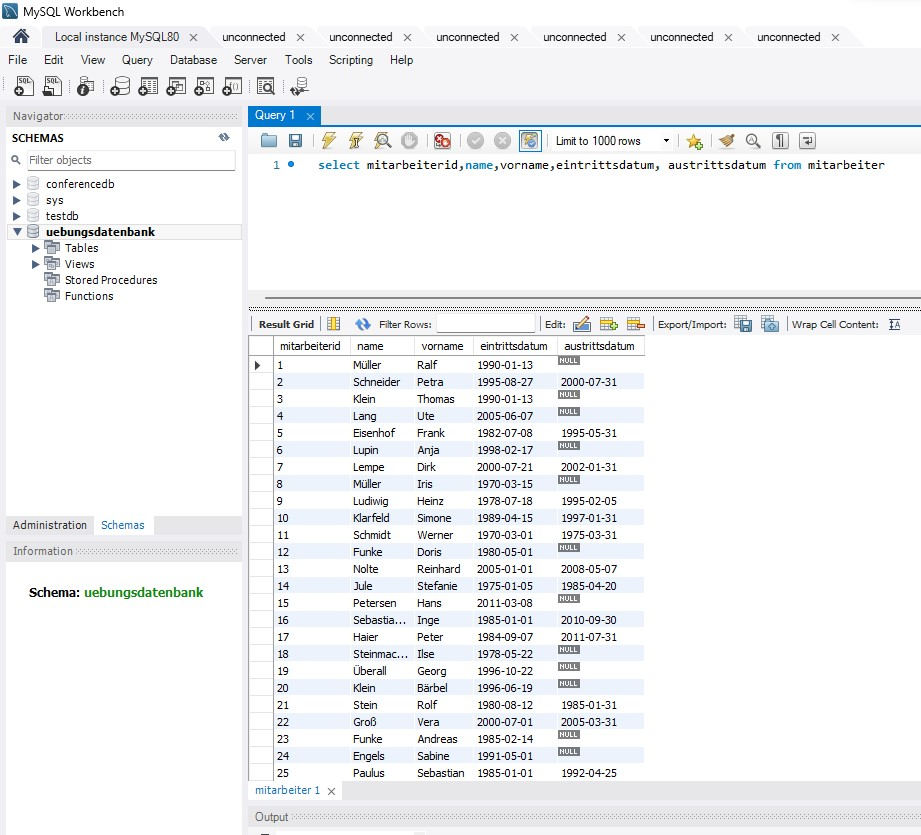 MySQL Workbench
Local instance MySQL80 unconnected unconnected unconnected unconnected unconnected unconnected
File Edit View Query Database Server Tools Scripting Help
Navigator
SCHEMAS
Filter objects
conferencedb
sys
testdb
uebungsdatenbank
Tables
Views
Stored Procedures
Functions
Administration Schemas
Information
Schema: uebungsdatenbank
Query 1
Limit to 1000 rows
1 select mitarbeiterid,name,vorname,eintrittsdatum, austrittsdatum from mitarbeiter
Result Grid Filter Rows: Edit: Export/Import: Wrap Cell Content:
mitarbeiterid name vorname eintrittsdatum austrittsdatum
1 Müller Ralf 1990-01-13 NULL
2 Schneider Petra 1995-08-27 2000-07-31
3 Klein Thomas 1990-01-13 NULL
4 Lang Ute 2005-06-07 NULL
5 Eisenhof Frank 1982-07-08 1995-05-31
6 Lupin Anja 1998-02-17 NULL
7 Lempe Dirk 2000-07-21 2002-01-31
8 Müller Iris 1970-03-15 NULL
9 Ludiwig Heinz 1978-07-18 1995-02-05
10 Klarfeld Simone 1989-04-15 1997-01-31
11 Schmidt Werner 1970-03-01 1975-03-31
12 Funke Doris 1980-05-01 NULL
13 Nolte Reinhard 2005-01-01 2008-05-07
14 Jule Stefanie 1975-01-05 1985-04-20
15 Petersen Hans 2011-03-08 NULL
16 Sebastia... Inge 1985-01-01 2010-09-30
17 Haier Peter 1984-09-07 2011-07-31
18 Steinmac... Ilse 1978-05-22 NULL
19 Überall Georg 1996-10-22 NULL
20 Klein Bärbel 1996-06-19 NULL
21 Stein Rolf 1980-08-12 1985-01-31
22 Groß Vera 2000-07-01 2005-03-31
23 Funke Andreas 1985-02-14 NULL
24 Engels Sabine 1991-05-01 NULL
25 Paulus Sebastian 1985-01-01 1992-04-25
mitarbeiter 1
Output